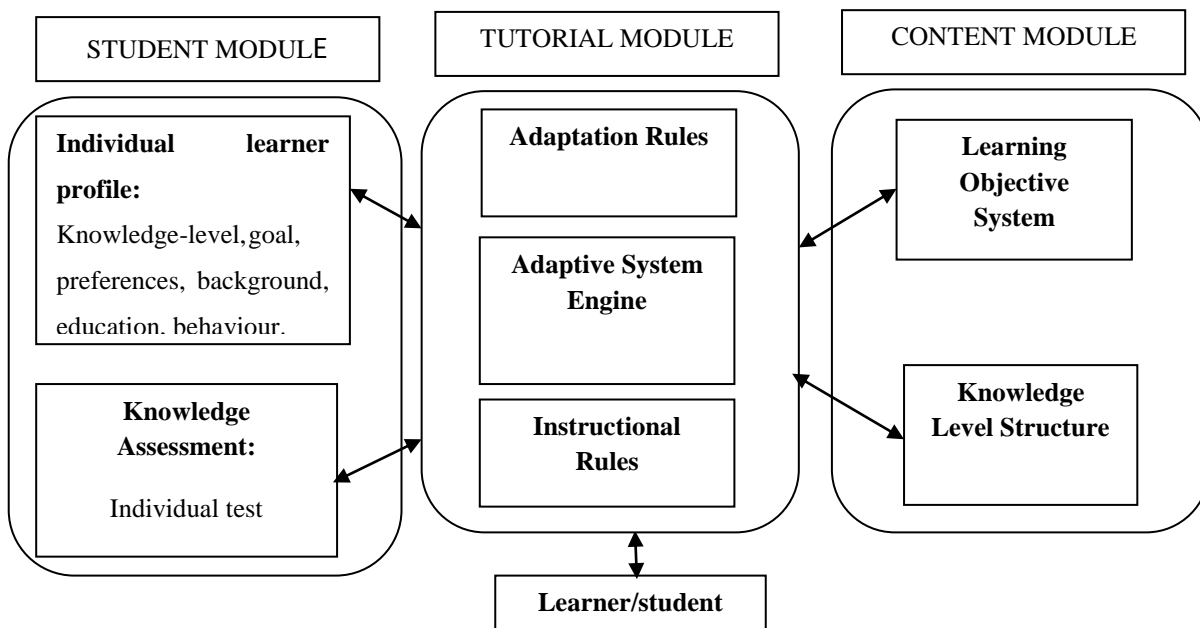 STUDENT MODULE
TUTORIAL MODULE
CONTENT MODULE
Individual learner
profile:
Knowledge-level, goal,
preferences, background,
education, behaviour.
Knowledge
Assessment:
Individual test
Adaptation Rules
Adaptive System
Engine
Instructional
Rules
Learning
Objective
System
Knowledge
Level Structure
Learner/student